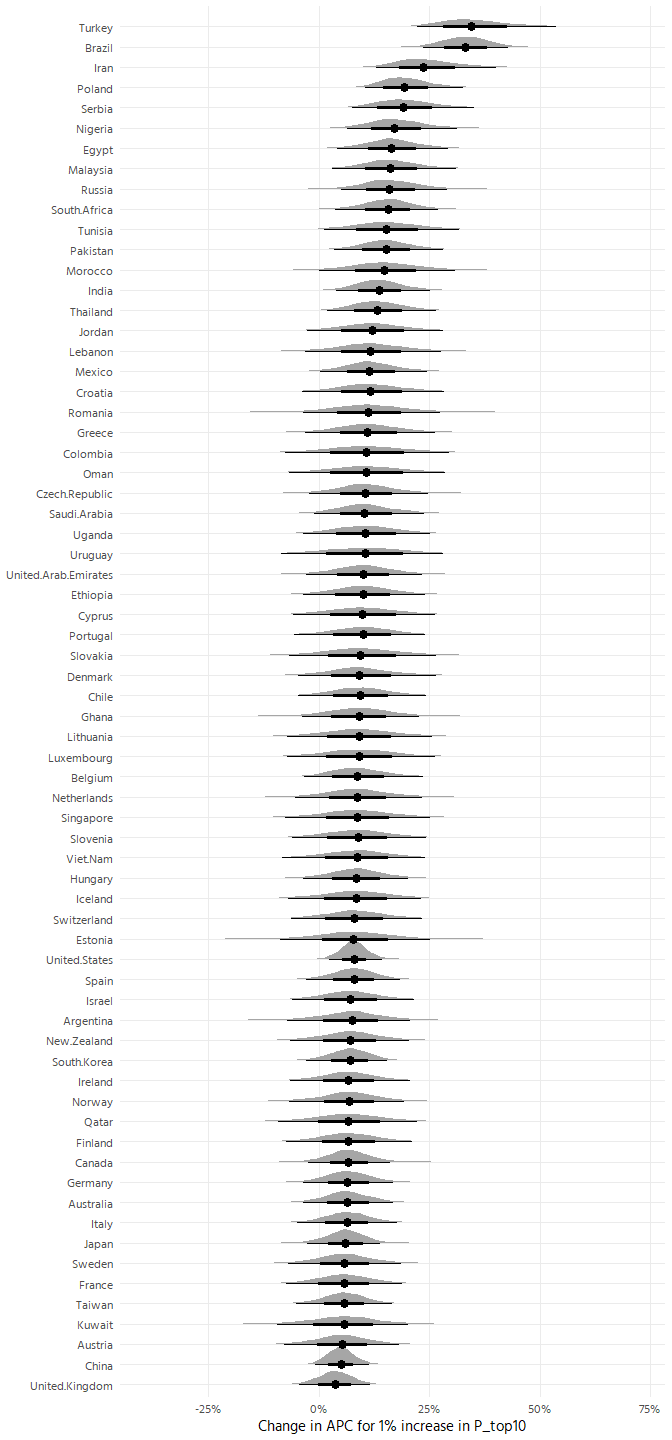 Turkey
Brazil
Iran
Poland
Serbia
Nigeria
Egypt
Malaysia
Russia
South.Africa
Tunisia
Pakistan
Morocco
India
Thailand
Jordan
Lebanon
Mexico
Croatia
Romania
Greece
Colombia
Oman
Czech.Republic
Saudi.Arabia
Uganda
Uruguay
United.Arab.Emirates
Ethiopia
Cyprus
Portugal
Slovakia
Denmark
Chile
Ghana
Lithuania
Luxembourg
Belgium
Netherlands
Singapore
Slovenia
Viet.Nam
Hungary
Iceland
Switzerland
Estonia
United.States
Spain
Israel
Argentina
New.Zealand
South.Korea
Ireland
Norway
Qatar
Finland
Canada
Germany
Australia
Italy
Japan
Sweden
France
Taiwan
Kuwait
Austria
China
United.Kingdom
-25% 0% 25% 50% 75%
Change in APC for 1% increase in P_top10